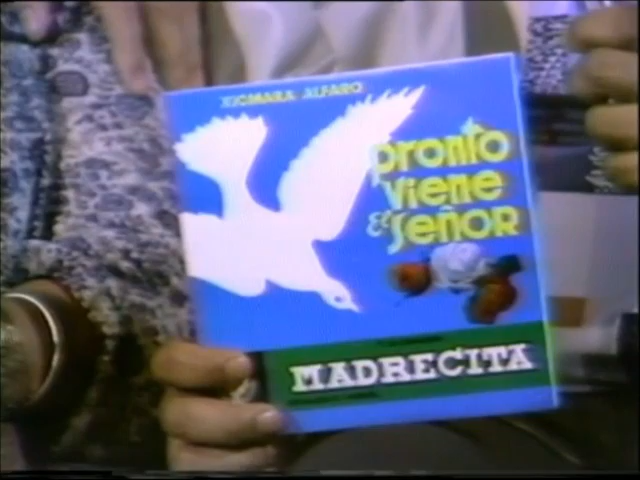 XIOMARA ALFARO
pronto
viene
El SEÑOR
MADRECITA